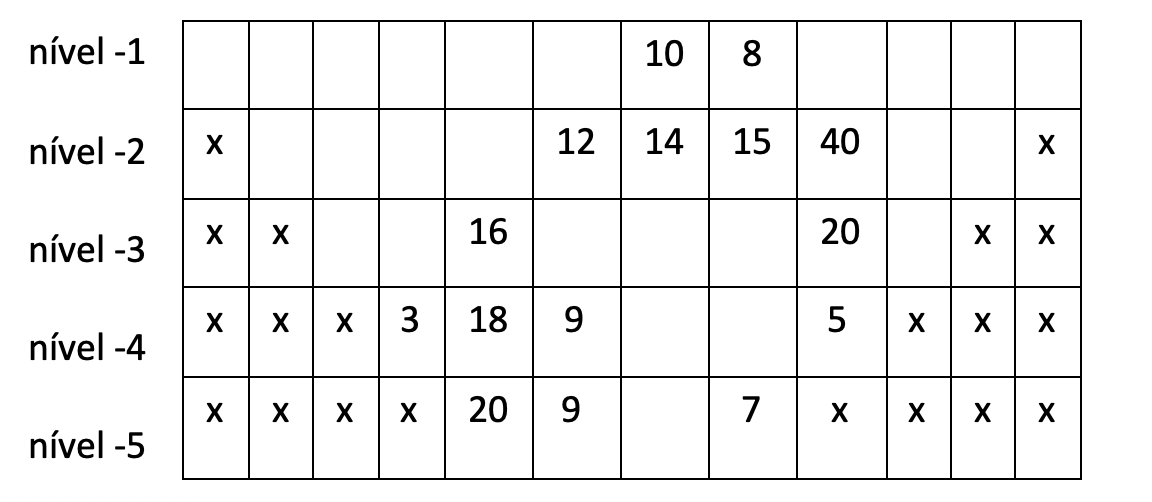 nível -1 10 8
nível -2 x 12 14 15 40 x
nível -3 x x 16 20 x x
nível -4 x x x 3 18 9 5 x x x
nível -5 x x x x 20 9 7 x x x x